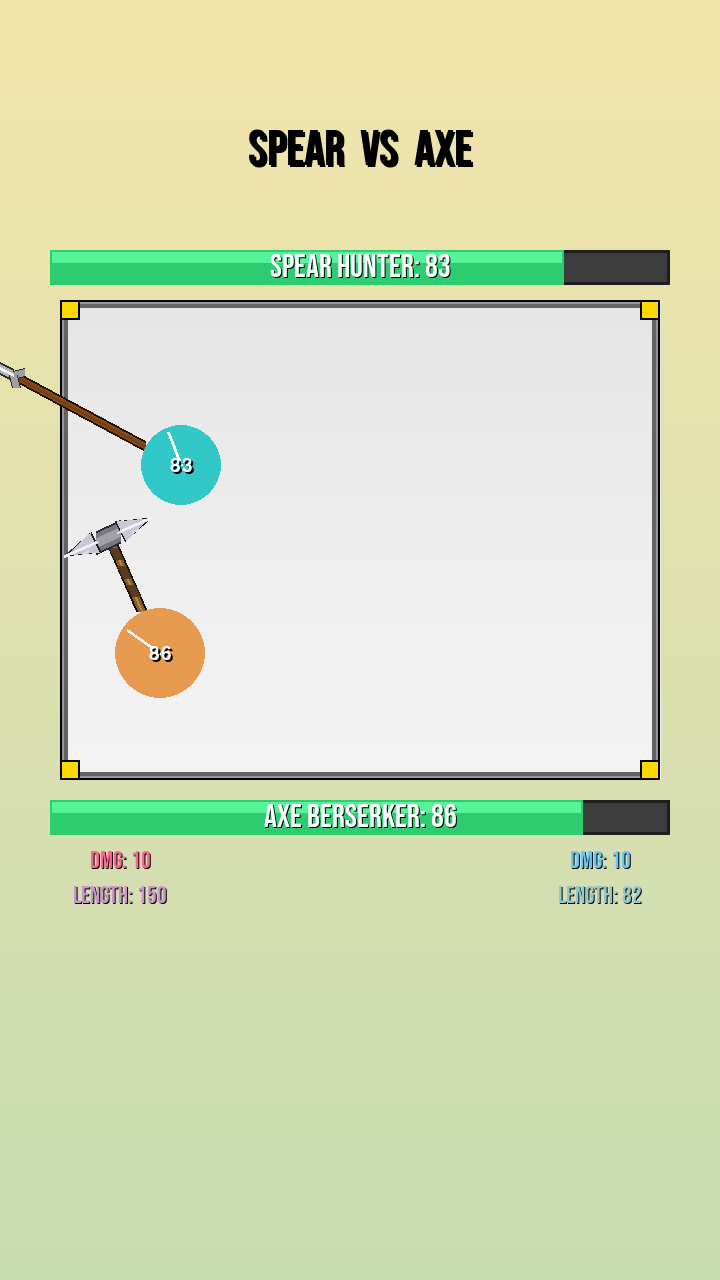 SPEAR VS AXE
SPEAR HUNTER: 83
83
86
AXE BERSERKER: 86
DMG: 10
DMG: 10
LENGTH: 150
LENGTH: 82